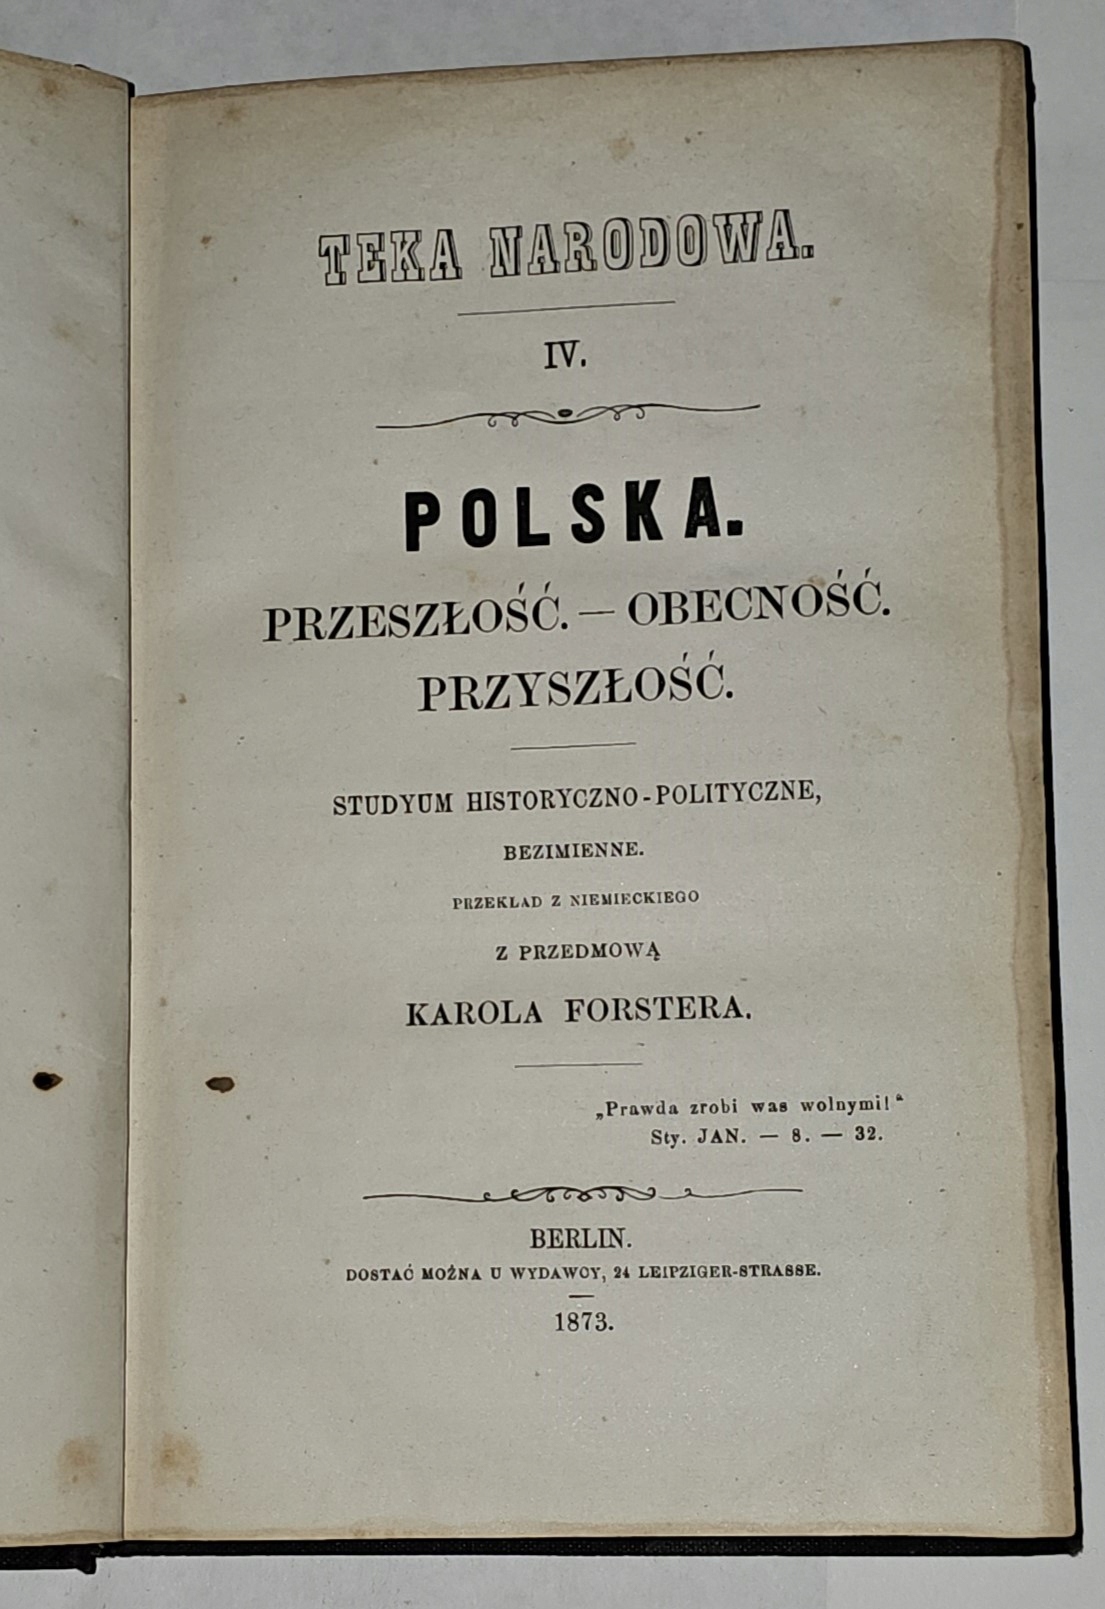 TEKA NARODOWA.
IV.
POLSKA.
PRZESZŁOŚĆ. — OBECNOŚĆ.
PRZYSZŁOŚĆ.
STUDYUM HISTORYCZNO-POLITYCZNE,
BEZIMIENNE.
PRZEKŁAD Z NIEMIECKIEGO
Z PRZEDMOWĄ
KAROLA FORSTERA.
„Prawda zrobi was wolnymi!“
Sty. JAN. — 8. — 32.
BERLIN.
DOSTAĆ MOŻNA U WYDAWCY, 24 LEIPZIGER-STRASSE.
1873.